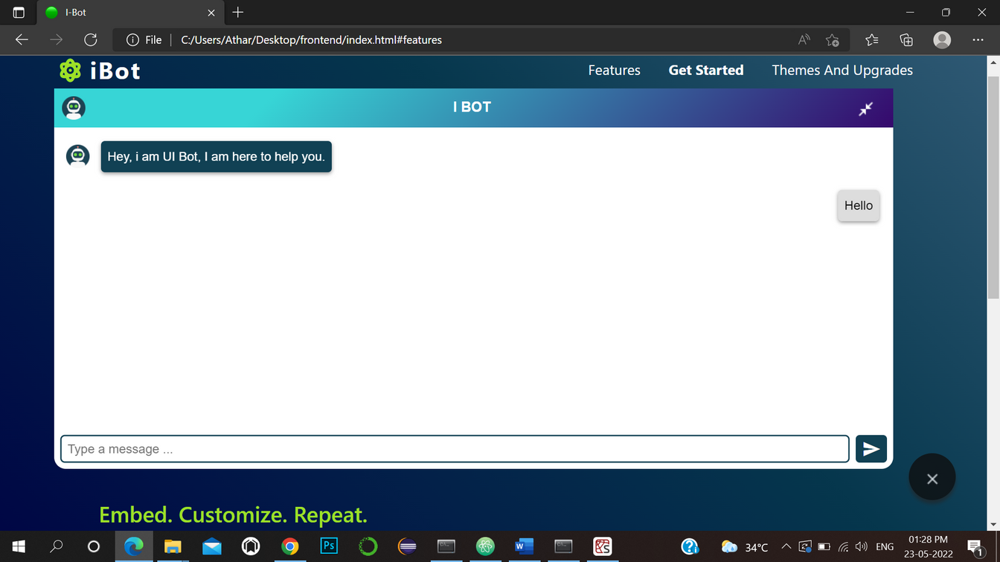 I-Bot
File
C:/Users/Athar/Desktop/frontend/index.html#features
iBot
Features
Get Started
Themes And Upgrades
I BOT
Hey, i am UI Bot, I am here to help you.
Hello
Type a message ...
Embed. Customize. Repeat.
Ps
W
34°C
ENG
01:28 PM
23-05-2022
1